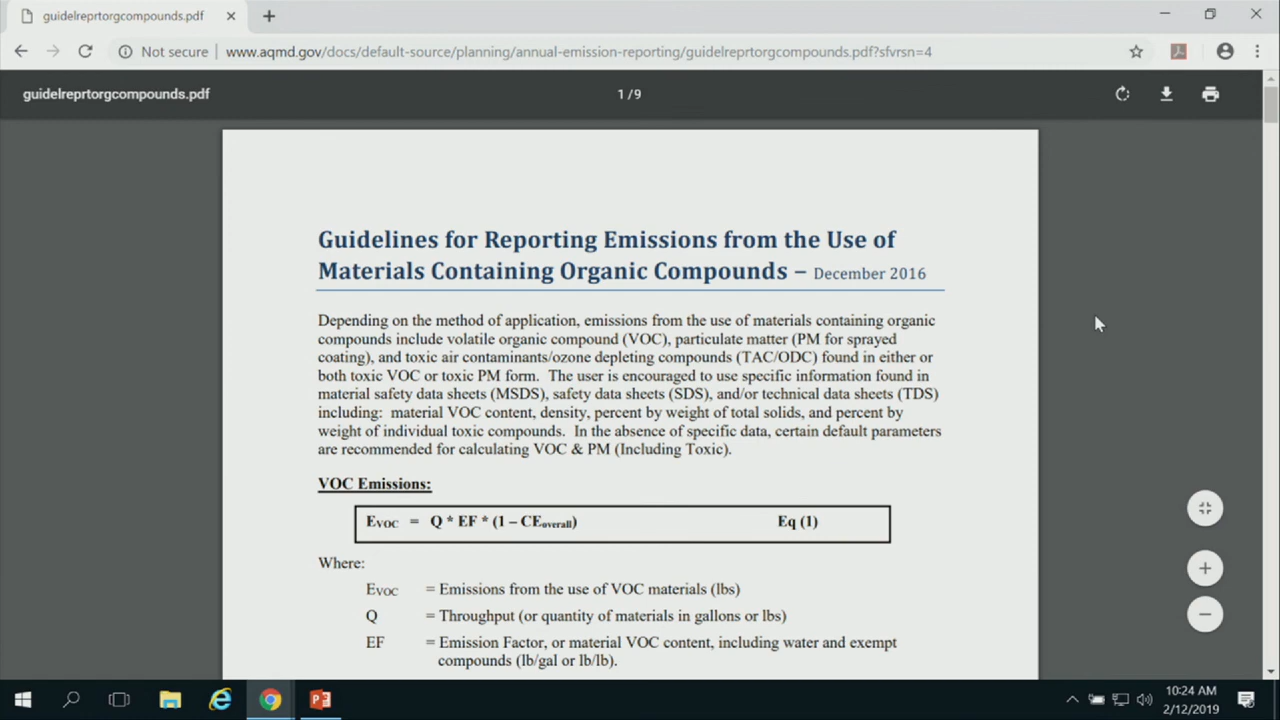 guidelreprtorgcompounds.pdf
Not secure | www.aqmd.gov/docs/default-source/planning/annual-emission-reporting/guidelreprtorgcompounds.pdf?sfvrsn=4
guidelreprtorgcompounds.pdf
1 / 9
Guidelines for Reporting Emissions from the Use of
Materials Containing Organic Compounds – December 2016
Depending on the method of application, emissions from the use of materials containing organic
compounds include volatile organic compound (VOC), particulate matter (PM for sprayed
coating), and toxic air contaminants/ozone depleting compounds (TAC/ODC) found in either or
both toxic VOC or toxic PM form. The user is encouraged to use specific information found in
material safety data sheets (MSDS), safety data sheets (SDS), and/or technical data sheets (TDS)
including: material VOC content, density, percent by weight of total solids, and percent by
weight of individual toxic compounds. In the absence of specific data, certain default parameters
are recommended for calculating VOC & PM (Including Toxic).
VOC Emissions:
EVOC = Q * EF * (1 – CEoverall) Eq (1)
Where:
EVOC = Emissions from the use of VOC materials (lbs)
Q = Throughput (or quantity of materials in gallons or lbs)
EF = Emission Factor, or material VOC content, including water and exempt
compounds (lb/gal or lb/lb).
10:24 AM
2/12/2019